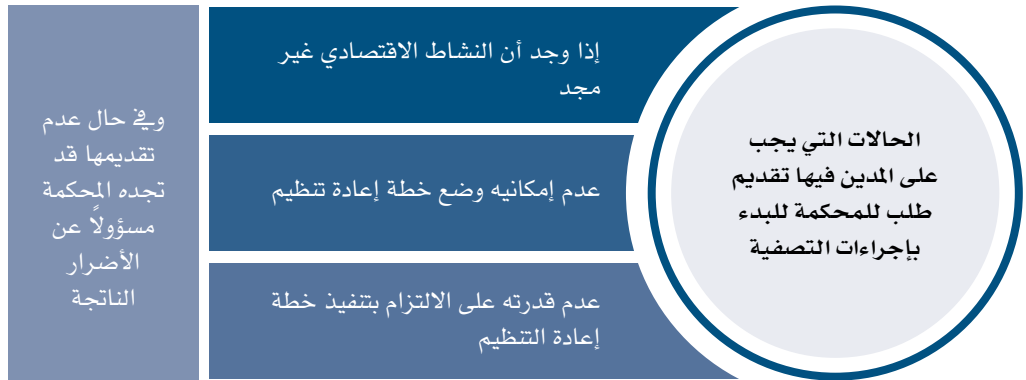 الحالات التي يجب
على المدين فيها تقديم
طلب للمحكمة للبدء
بإجراءات التصفية
إذا وجد أن النشاط الاقتصادي غير
مجد
عدم إمكانيه وضع خطة إعادة تنظيم
عدم قدرته على الالتزام بتنفيذ خطة
إعادة التنظيم
وفي حال عدم
تقديمها قد
تجده المحكمة
مسؤولاً عن
الأضرار
الناتجة